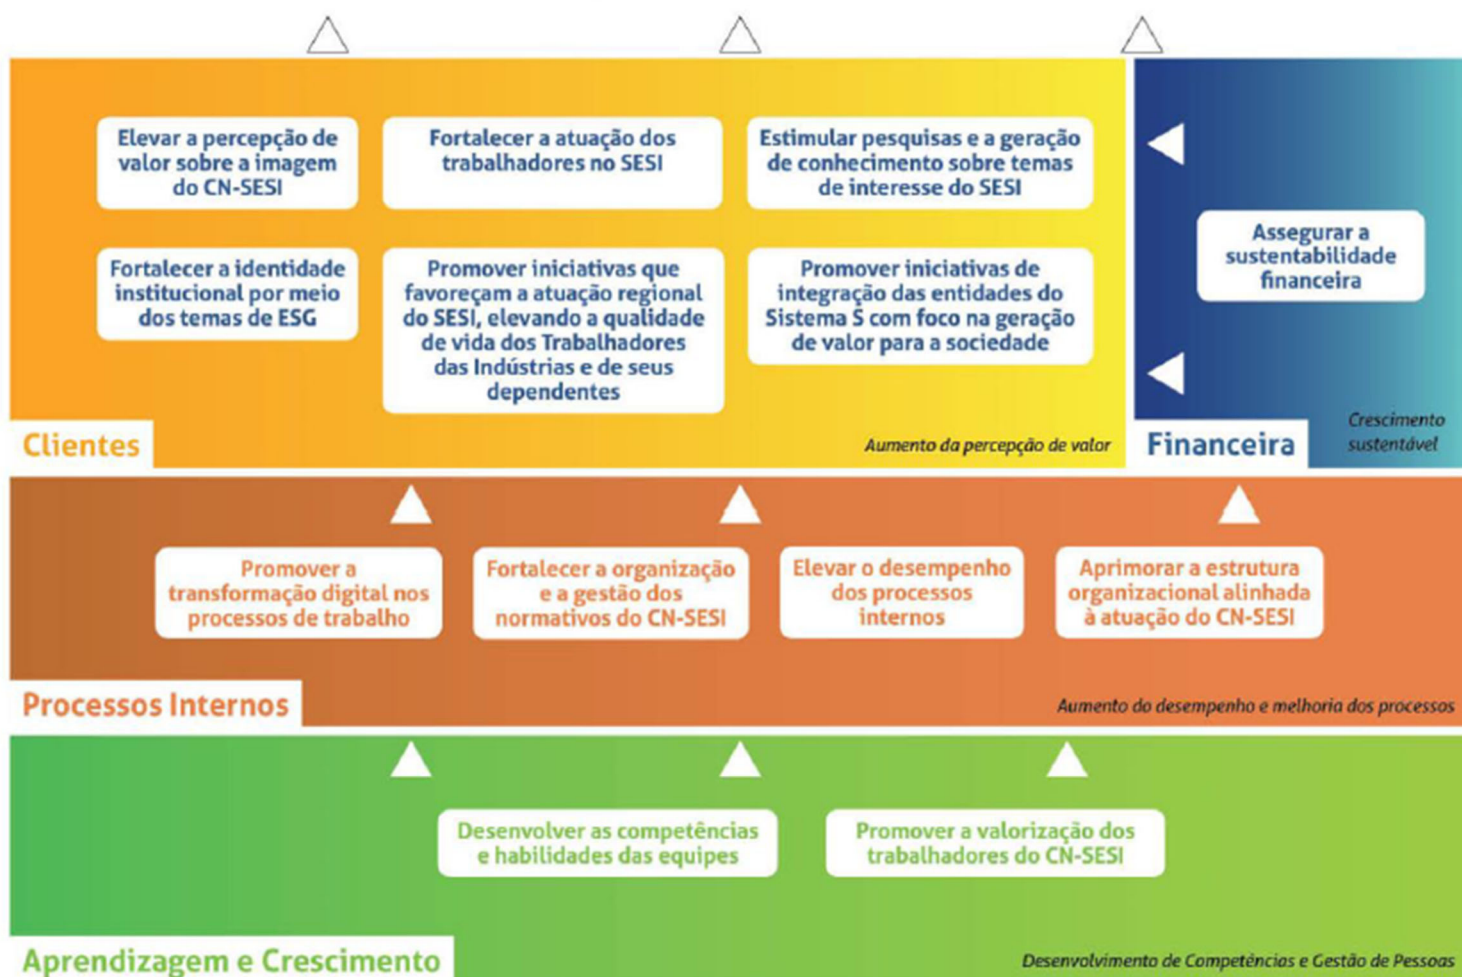 Elevar a percepção de
valor sobre a imagem
do CN-SESI
Fortalecer a atuação dos
trabalhadores no SESI
Estimular pesquisas e a geração
de conhecimento sobre temas
de interesse do SESI
Fortalecer a identidade
institucional por meio
dos temas de ESG
Promover iniciativas que
favoreçam a atuação regional
do SESI, elevando a qualidade
de vida dos Trabalhadores
das Indústrias e de seus
dependentes
Promover iniciativas de
integração das entidades do
Sistema S com foco na geração
de valor para a sociedade
Clientes
Aumento da percepção de valor
Assegurar a
sustentabilidade
financeira
Financeira
Crescimento
sustentável
Promover a
transformação digital nos
processos de trabalho
Fortalecer a organização
e a gestão dos
normativos do CN-SESI
Elevar o desempenho
dos processos
internos
Aprimorar a estrutura
organizacional alinhada
à atuação do CN-SESI
Processos Internos
Aumento do desempenho e melhoria dos processos
Desenvolver as competências
e habilidades das equipes
Promover a valorização dos
trabalhadores do CN-SESI
Aprendizagem e Crescimento
Desenvolvimento de Competências e Gestão de Pessoas